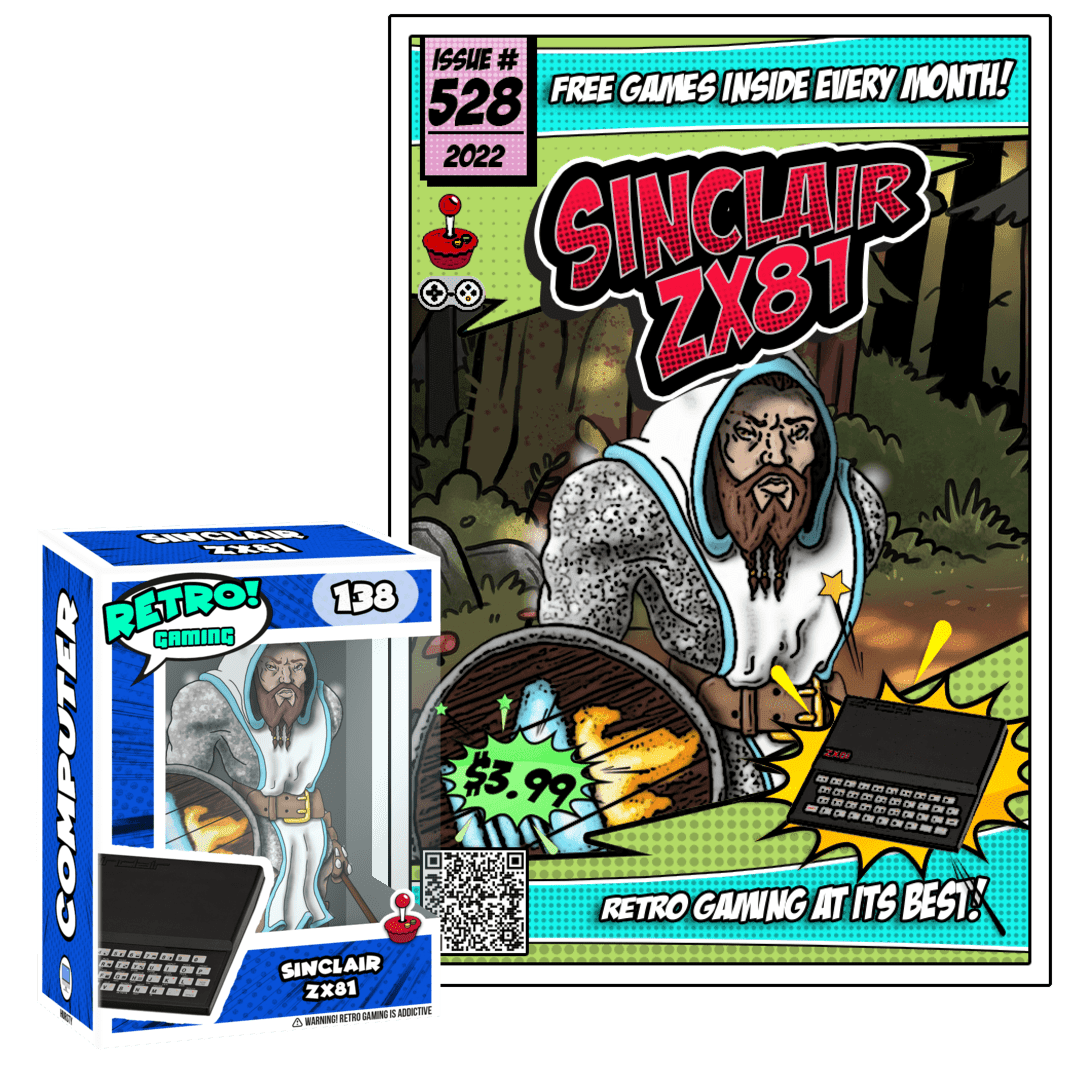 ISSUE #
528
2022
FREE GAMES INSIDE EVERY MONTH!
SINCLAIR
ZX81
$3.99
ZX81
RETRO GAMING AT ITS BEST!
SINCLAIR
ZX81
RETRO!
GAMING
138
COMPUTER
SINCLAIR
ZX81
WARNING! RETRO GAMING IS ADDICTIVE